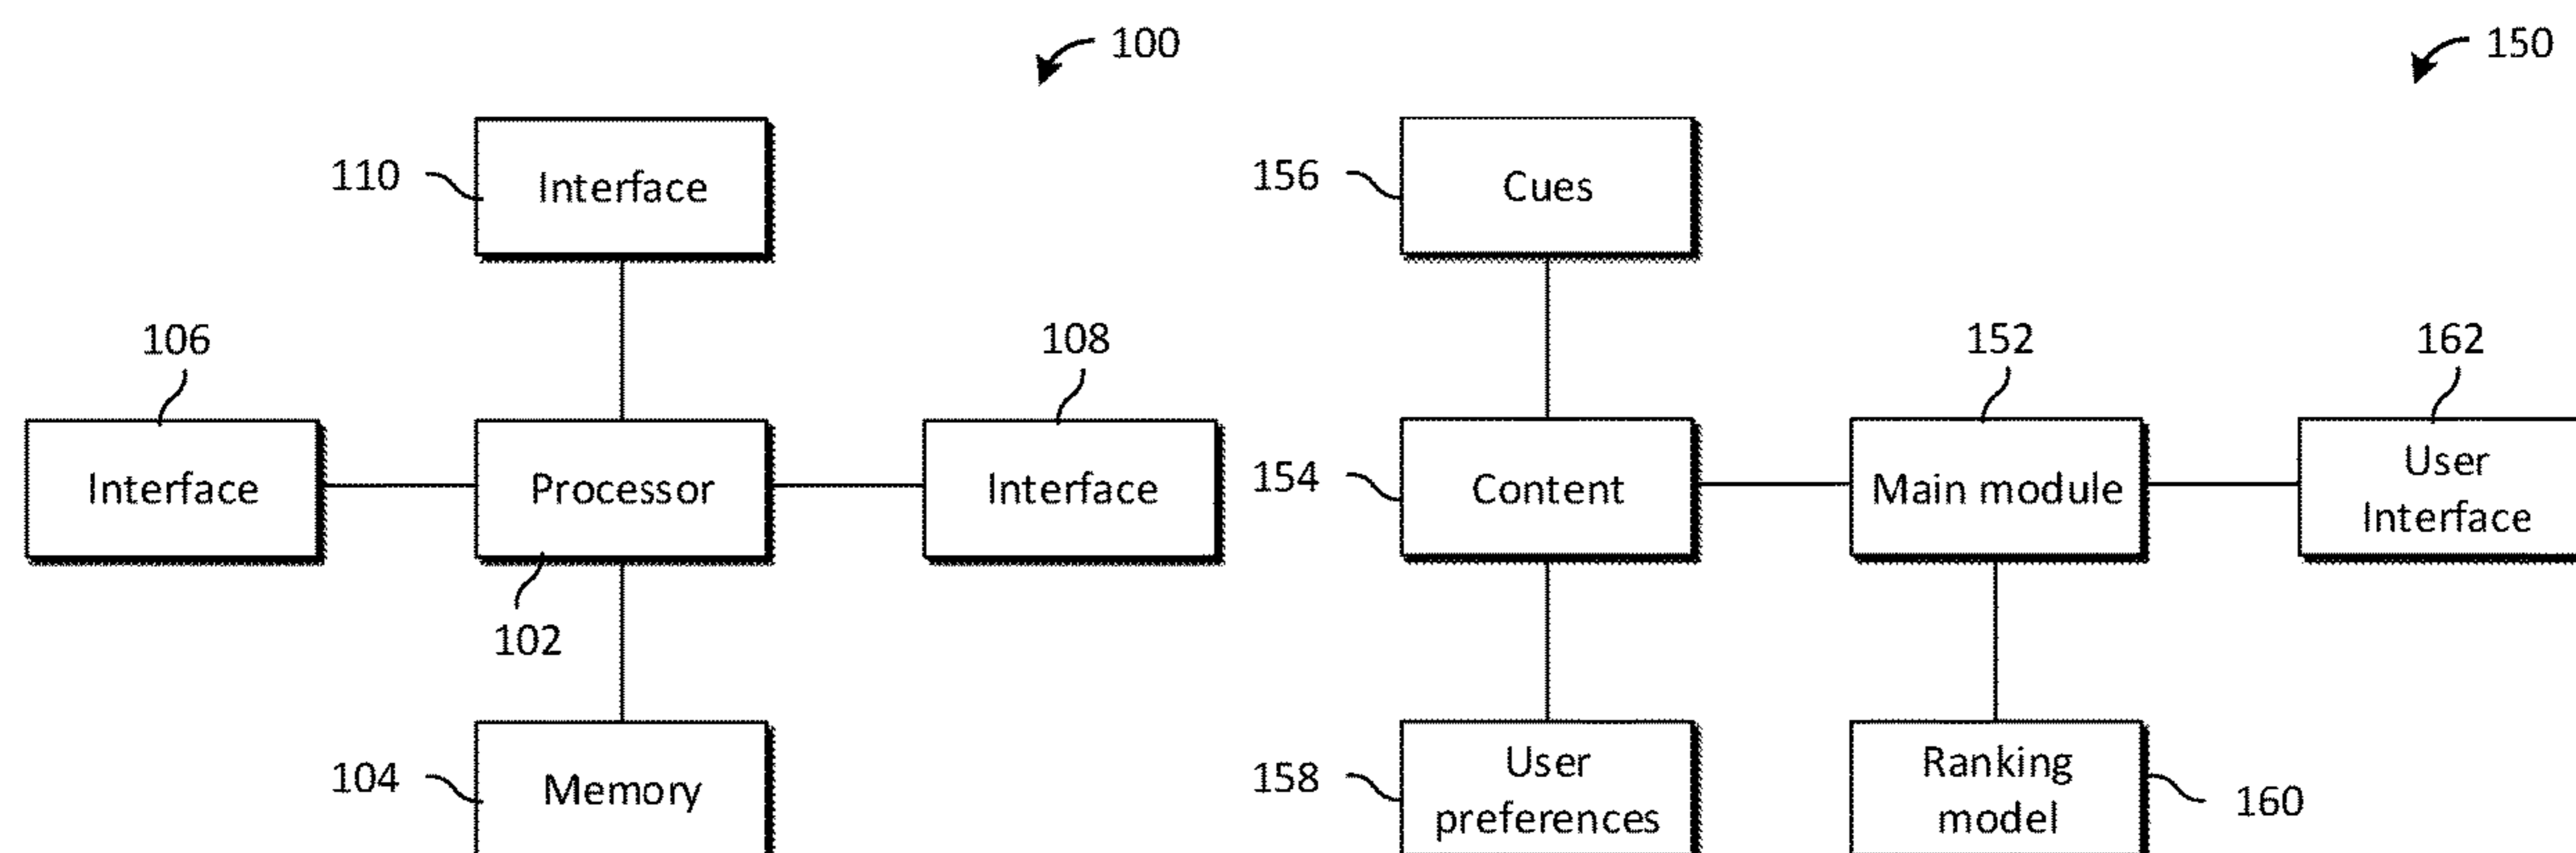 100
110
Interface
106
108
Interface
Processor
Interface
102
104
Memory
150
156
Cues
152
162
154
Content
Main module
User
Interface
158
User
preferences
Ranking
model
160